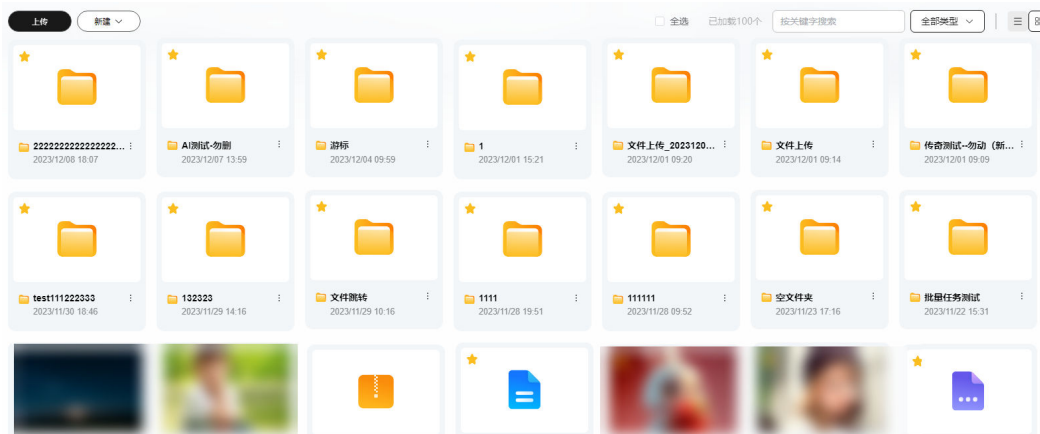 上传
新建
全选
已加载100个
按关键字搜索
全部类型
2222222222222222...
2023/12/08 18:07
AI测试-勿删
2023/12/07 13:59
游标
2023/12/04 09:59
1
2023/12/01 15:21
文件上传_2023120...
2023/12/01 09:20
文件上传
2023/12/01 09:14
传奇测试--勿动（新...
2023/12/01 09:09
test111222333
2023/11/30 18:46
132323
2023/11/29 14:16
文件跳转
2023/11/29 10:16
1111
2023/11/28 19:51
111111
2023/11/28 09:52
空文件夹
2023/11/23 17:16
批量任务测试
2023/11/22 15:31